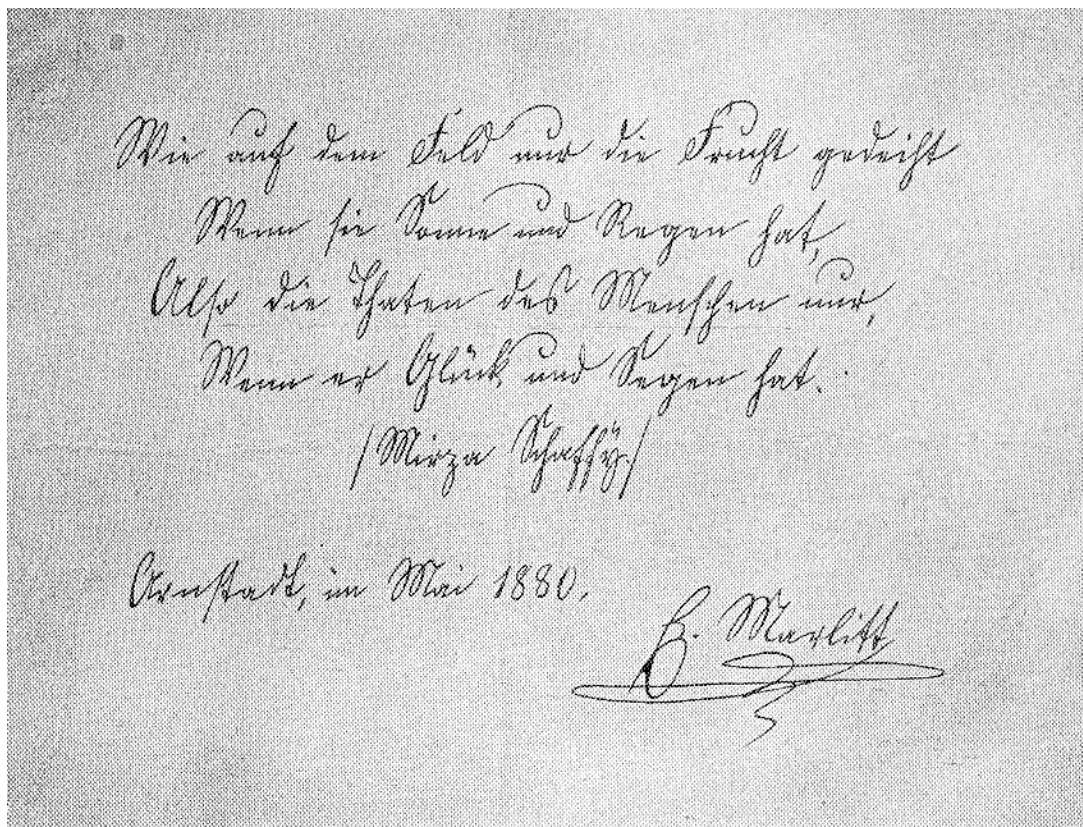 Wie auf dem Feld nur die Frucht gedeiht
Wenn sie Sonne und Regen hat,
Also die Thaten des Menschen nur,
Wenn er Glück und Segen hat.
/Mirza Schaffÿ./
Arnstadt, im Mai 1880.
E. Marlitt